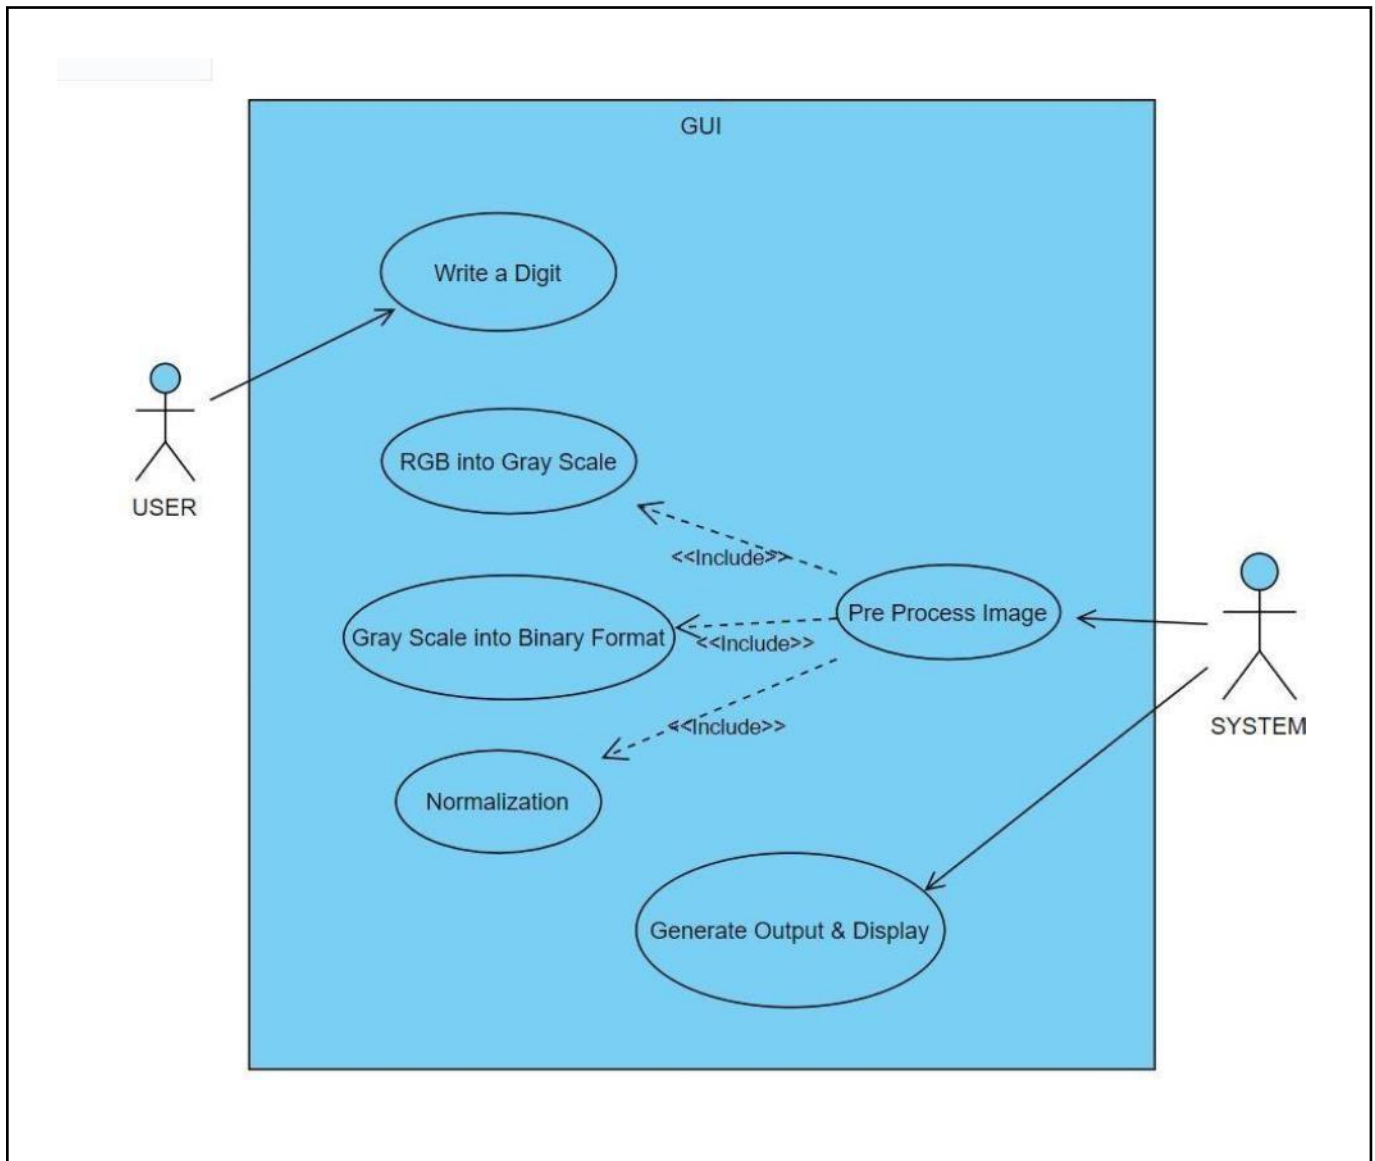 GUI
Write a Digit
RGB into Gray Scale
USER
<<Include>>
Pre Process Image
Gray Scale into Binary Format
<<Include>>
<<Include>>
SYSTEM
Normalization
Generate Output & Display